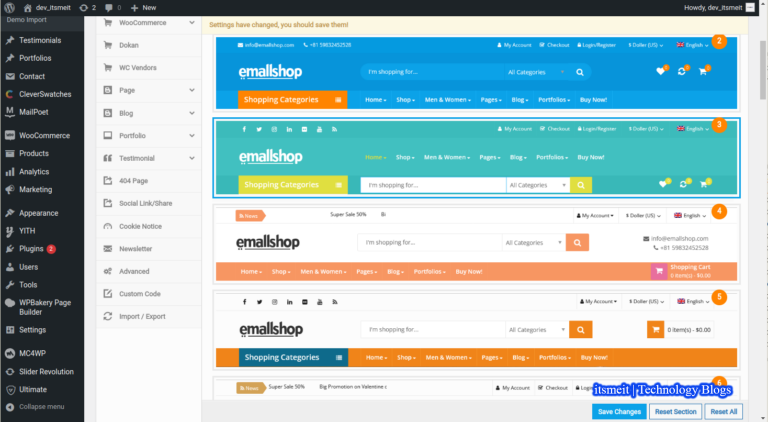 dev_itsmeit 2 0 New Howdy, dev_itsmeit
Demo Import
Testimonials
Portfolios
Contact
CleverSwatches
MailPoet
WooCommerce
Products
Analytics
Marketing
Appearance
YITH
Plugins 2
Users
Tools
WPBakery Page
Builder
Settings
MC4WP
Slider Revolution
Ultimate
Collapse menu
WooCommerce
Dokan
WC Vendors
Page
Blog
Portfolio
Testimonial
404 Page
Social Link/Share
Cookie Notice
Newsletter
Advanced
Custom Code
Import / Export
Settings have changed, you should save them!
info@emallshop.com +81 59832452528 My Account Checkout Login/Register $ Doller (US) English 2
emallshop I'm shopping for... All Categories
Shopping Categories Home Shop Men & Women Pages Blog Portfolios Buy Now!
My Account Checkout Login/Register $ Doller (US) English 3
emallshop Home Shop Men & Women Pages Blog Portfolios Buy Now!
Shopping Categories I'm shopping for... All Categories
News Super Sale 50% Bi My Account $ Doller (US) English 4
emallshop I'm shopping for... All Categories info@emallshop.com
+81 59832452528
Home Shop Men & Women Pages Blog Portfolios Buy Now! Shopping Cart
0 item(s) - $0.00
My Account $ Doller (US) English 5
emallshop I'm shopping for... All Categories 0 item(s) - $0.00
Shopping Categories Home Shop Men & Women Pages Blog Portfolios Buy Now!
News Super Sale 50% Big Promation on Valentine My Account Checkout English 6
itsmeit | Technology Blogs
Save Changes Reset Section Reset All